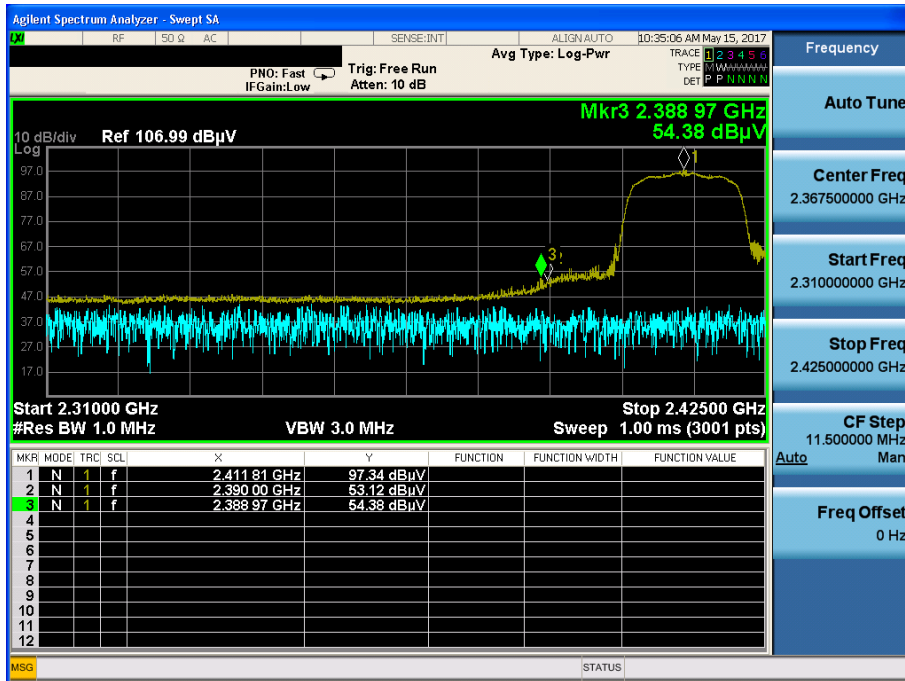 Agilent Spectrum Analyzer - Swept SA
LXI RF 50 Ω AC SENSE:INT ALIGN AUTO 10:35:06 AM May 15, 2017
PNO: Fast
IFGain:Low
Trig: Free Run
Atten: 10 dB
Avg Type: Log-Pwr
TRACE 1 2 3 4 5 6
TYPE M WWWWWW
DET P P N N N N
Mkr3 2.388 97 GHz
54.38 dBµV
10 dB/div Ref 106.99 dBµV
Log
97.0
87.0
77.0
67.0
57.0
47.0
37.0
27.0
17.0
1
3
Start 2.31000 GHz Stop 2.42500 GHz
#Res BW 1.0 MHz VBW 3.0 MHz Sweep 1.00 ms (3001 pts)
MKR MODE TRC SCL X Y FUNCTION FUNCTION WIDTH FUNCTION VALUE
1 N 1 f 2.411 81 GHz 97.34 dBµV
2 N 1 f 2.390 00 GHz 53.12 dBµV
3 N 1 f 2.388 97 GHz 54.38 dBµV
4
5
6
7
8
9
10
11
12
MSG STATUS
Frequency
Auto Tune
Center Freq
2.367500000 GHz
Start Freq
2.310000000 GHz
Stop Freq
2.425000000 GHz
CF Step
11.500000 MHz
Auto Man
Freq Offset
0 Hz